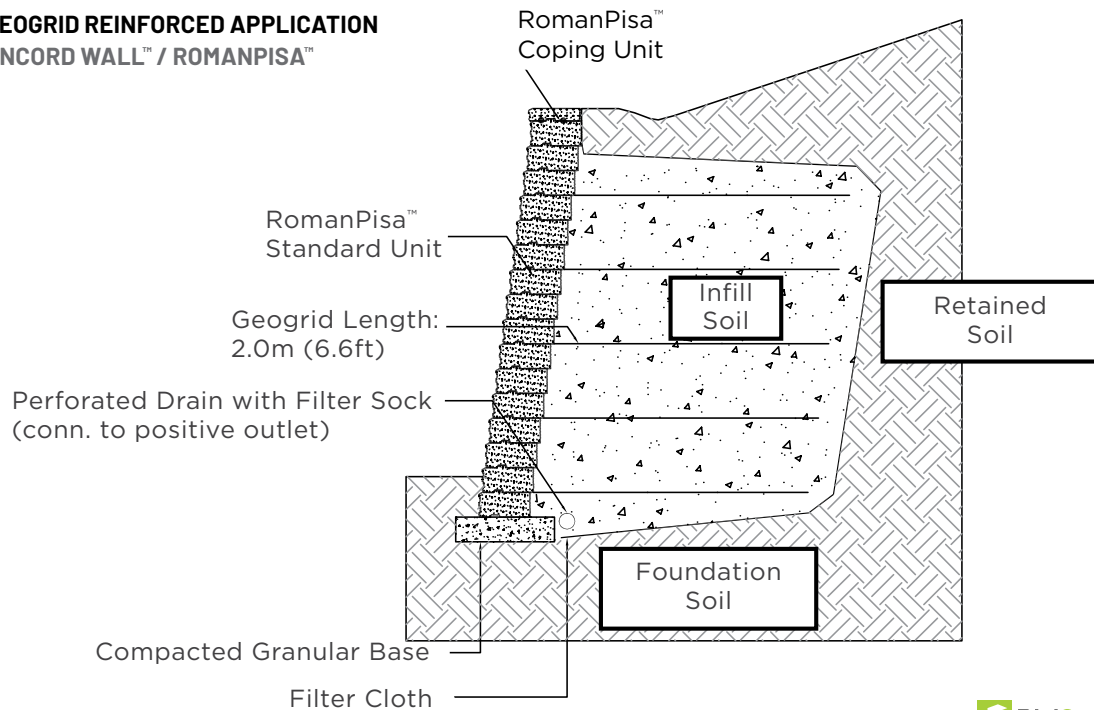 EOGRID REINFORCED APPLICATION
NCORD WALL™ / ROMANPISA™
RomanPisa™
Coping Unit
RomanPisa™
Standard Unit
Infill
Soil
Retained
Soil
Geogrid Length:
2.0m (6.6ft)
Perforated Drain with Filter Sock
(conn. to positive outlet)
Foundation
Soil
Compacted Granular Base
Filter Cloth